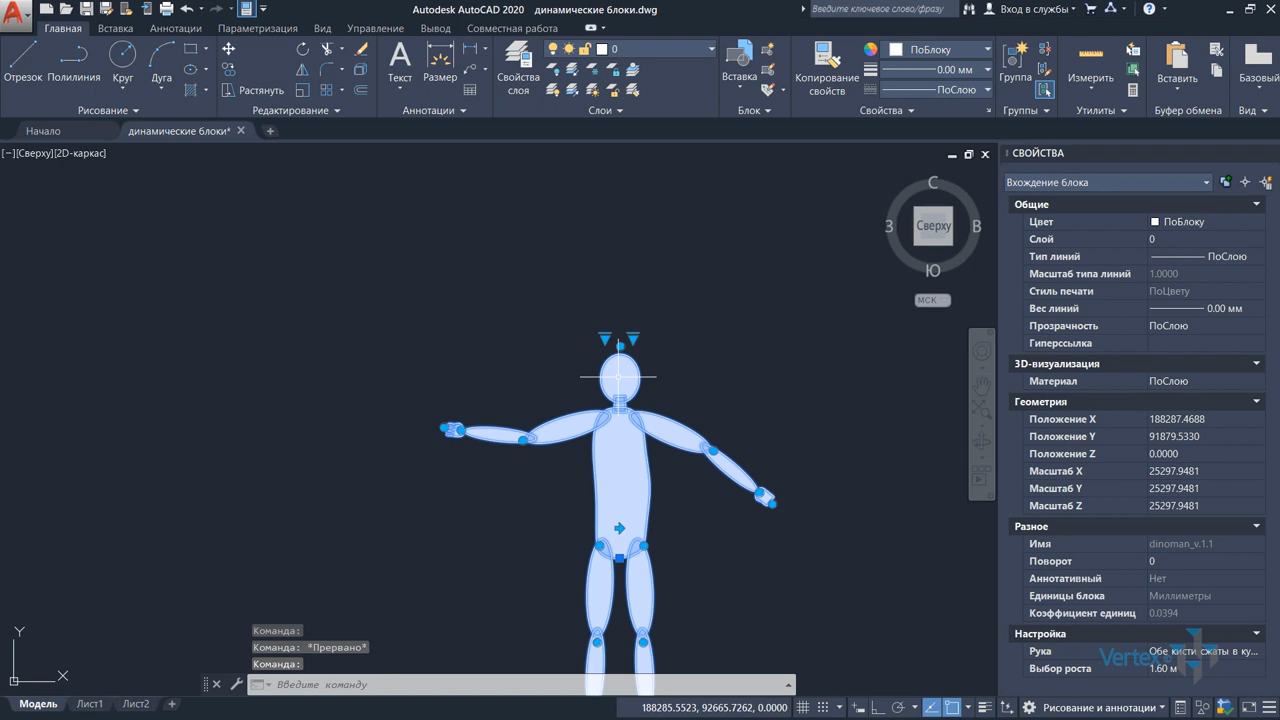 Autodesk AutoCAD 2020 динамические блоки.dwg
Введите ключевое слово/фразу
Вход в службы
Главная Вставка Аннотации Параметризация Вид Управление Вывод Совместная работа
Отрезок Полилиния Круг Дуга
Растянуть
Текст Размер
Свойства слоя
0
Вставка
Копирование свойств
ПоБлоку
0.00 мм
ПоСлою
Группа
Измерить
Вставить
Базовый
Рисование Редактирование Аннотации Слои Блок Свойства Группы Утилиты Буфер обмена Вид
Начало динамические блоки*
[−][Сверху][2D-каркас]
С
З Сверху В
Ю
МСК
СВОЙСТВА
Вхождение блока
Общие
Цвет ПоБлоку
Слой 0
Тип линий ПоСлою
Масштаб типа линий 1.0000
Стиль печати ПоЦвету
Вес линий 0.00 мм
Прозрачность ПоСлою
Гиперссылка
3D-визуализация
Материал ПоСлою
Геометрия
Положение X 188287.4688
Положение Y 91879.5330
Положение Z 0.0000
Масштаб X 25297.9481
Масштаб Y 25297.9481
Масштаб Z 25297.9481
Разное
Имя dinoman_v.1.1
Поворот 0
Аннотативный Нет
Единицы блока Миллиметры
Коэффициент единиц 0.0394
Настройка
Рука Обе кисти сжаты в ку...
Выбор роста 1.60 м
Vertex
Y
X
Команда:
Команда: *Прервано*
Команда:
Введите команду
Модель Лист1 Лист2
188285.5523, 92665.7262, 0.0000
Рисование и аннотации